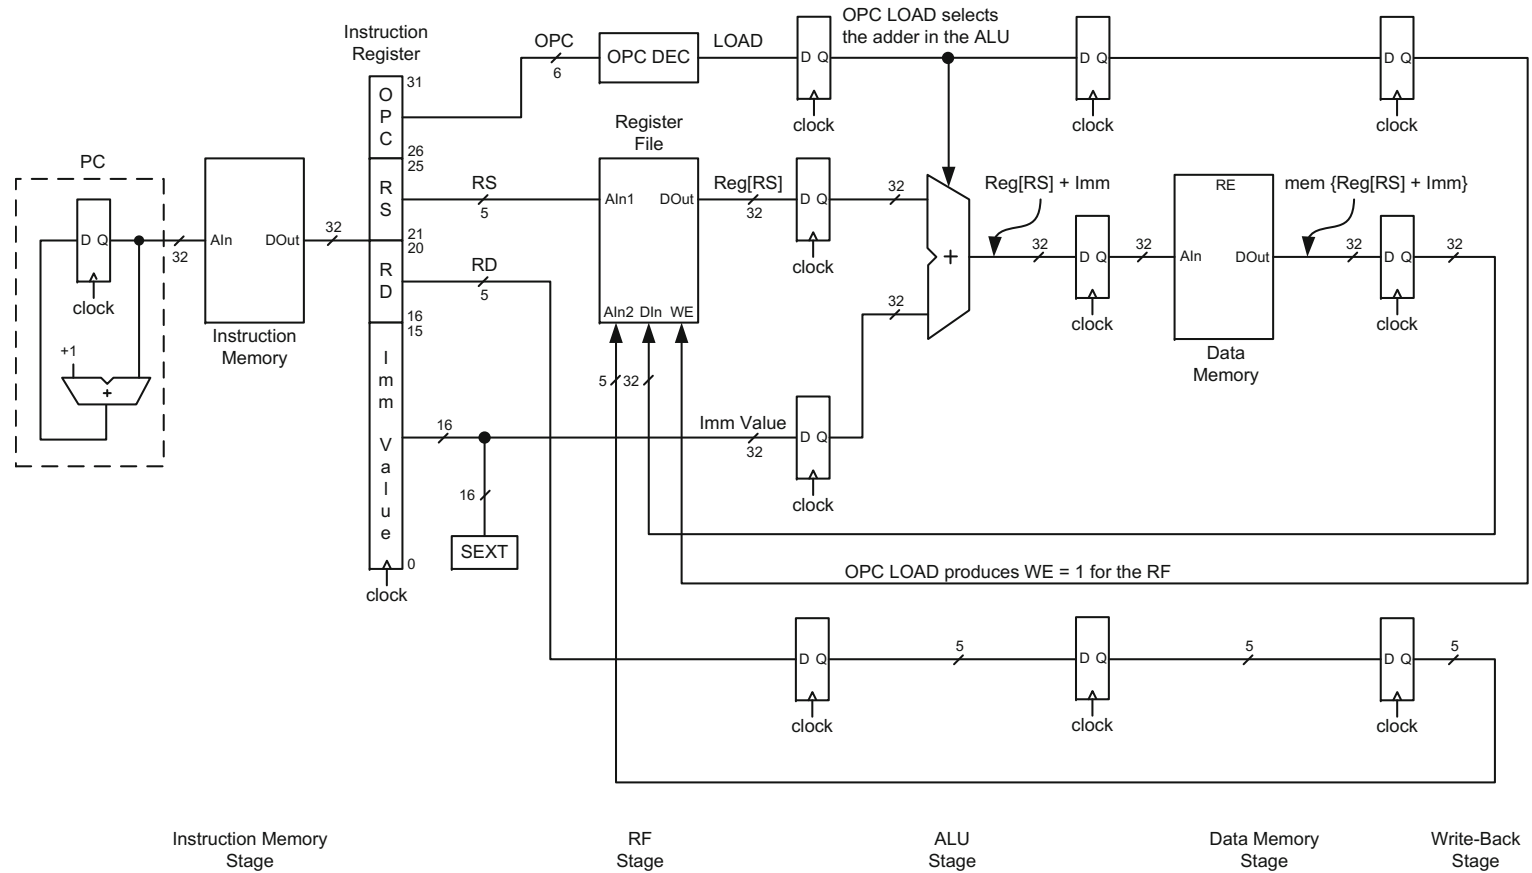 OPC LOAD selects
the adder in the ALU
Instruction
Register
OPC
6
OPC DEC
LOAD
D Q
clock
D Q
clock
D Q
clock
31
O
P
C
26
25
R
S
21
20
R
D
16
15
I
m
m
V
a
l
u
e
0
clock
PC
D Q
clock
+1
+
32
AIn
DOut
Instruction
Memory
32
RS
5
RD
5
Register
File
AIn1
DOut
AIn2 DIn WE
5
32
Reg[RS]
32
D Q
clock
32
32
+
Reg[RS] + Imm
32
D Q
clock
32
RE
AIn
DOut
Data
Memory
mem {Reg[RS] + Imm}
32
D Q
clock
32
16
16
SEXT
Imm Value
32
D Q
clock
OPC LOAD produces WE = 1 for the RF
D Q
clock
5
D Q
clock
5
D Q
clock
5
Instruction Memory
Stage
RF
Stage
ALU
Stage
Data Memory
Stage
Write-Back
Stage